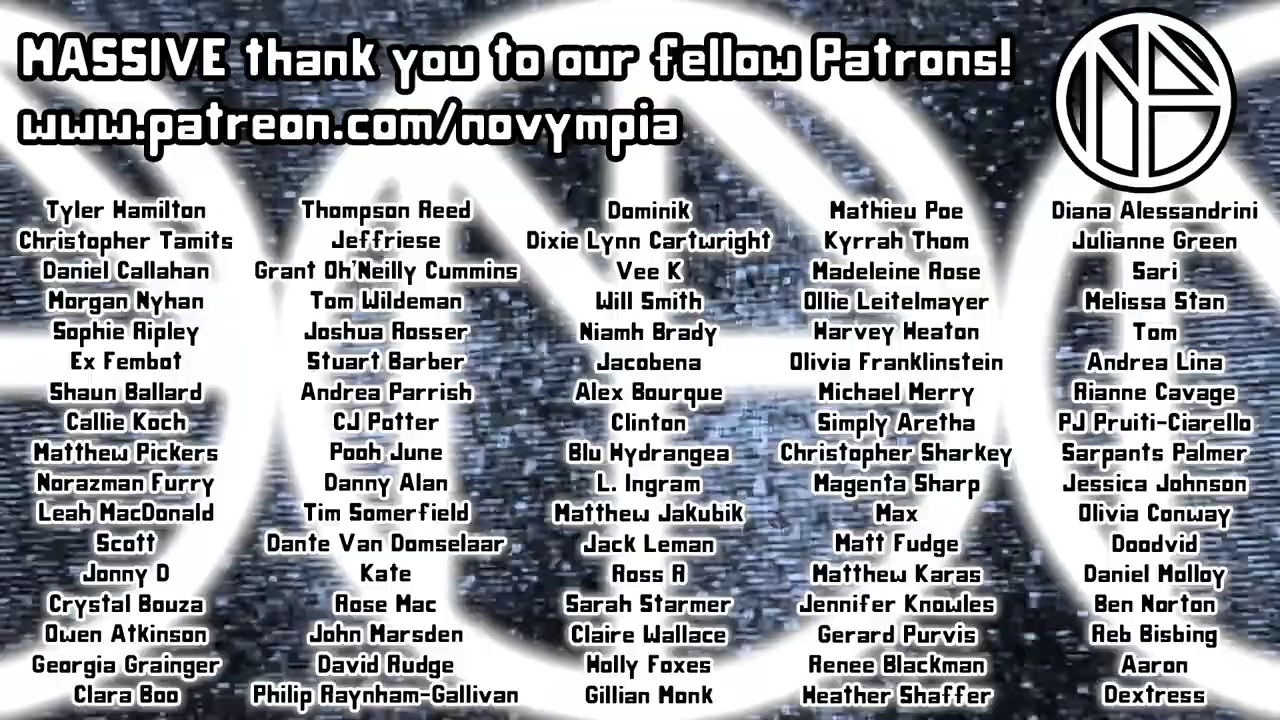 MASSIVE thank you to our fellow Patrons!
www.patreon.com/novympia
Tyler Hamilton
Christopher Tamits
Daniel Callahan
Morgan Nyhan
Sophie Ripley
Ex Fembot
Shaun Ballard
Callie Koch
Matthew Pickers
Norazman Furry
Leah MacDonald
Scott
Jonny D
Crystal Bouza
Owen Atkinson
Georgia Grainger
Clara Boo
Thompson Reed
Jeffriese
Grant Oh'Neilly Cummins
Tom Wildeman
Joshua Rosser
Stuart Barber
Andrea Parrish
CJ Potter
Pooh June
Danny Alan
Tim Somerfield
Dante Van Domselaar
Kate
Rose Mac
John Marsden
David Rudge
Philip Raynham-Gallivan
Dominik
Dixie Lynn Cartwright
Vee K
Will Smith
Niamh Brady
Jacobena
Alex Bourque
Clinton
Blu Hydrangea
L. Ingram
Matthew Jakubik
Jack Leman
Ross R
Sarah Starmer
Claire Wallace
Holly Foxes
Gillian Monk
Mathieu Poe
Kyrrah Thom
Madeleine Rose
Ollie Leitelmayer
Harvey Heaton
Olivia Franklinstein
Michael Merry
Simply Aretha
Christopher Sharkey
Magenta Sharp
Max
Matt Fudge
Matthew Karas
Jennifer Knowles
Gerard Purvis
Renee Blackman
Heather Shaffer
Diana Alessandrini
Julianne Green
Sari
Melissa Stan
Tom
Andrea Lina
Rianne Cavage
PJ Pruiti-Ciarello
Sarpants Palmer
Jessica Johnson
Olivia Conway
Doodvid
Daniel Molloy
Ben Norton
Reb Bisbing
Aaron
Dextress